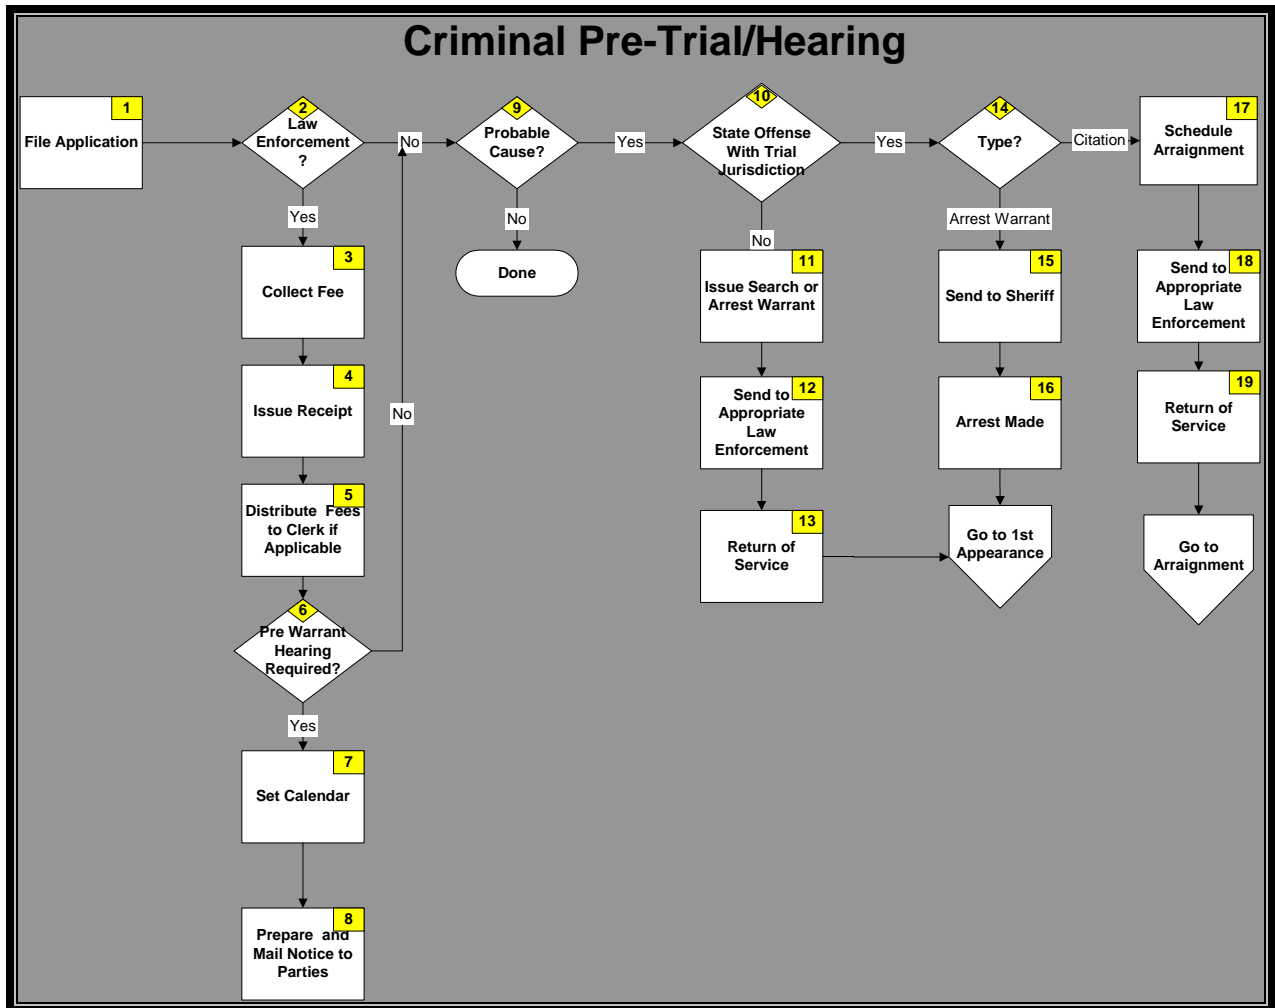 Criminal Pre-Trial/Hearing
1
File Application
2
Law
Enforcement
?
No
9
Probable
Cause?
Yes
10
State Offense
With Trial
Jurisdiction
Yes
14
Type?
Citation
17
Schedule
Arraignment
Yes
3
Collect Fee
4
Issue Receipt
No
5
Distribute Fees
to Clerk if
Applicable
6
Pre Warrant
Hearing
Required?
Yes
7
Set Calendar
8
Prepare and
Mail Notice to
Parties
No
Done
No
11
Issue Search or
Arrest Warrant
12
Send to
Appropriate
Law
Enforcement
13
Return of
Service
Arrest Warrant
15
Send to Sheriff
16
Arrest Made
Go to 1st
Appearance
18
Send to
Appropriate
Law
Enforcement
19
Return of
Service
Go to
Arraignment